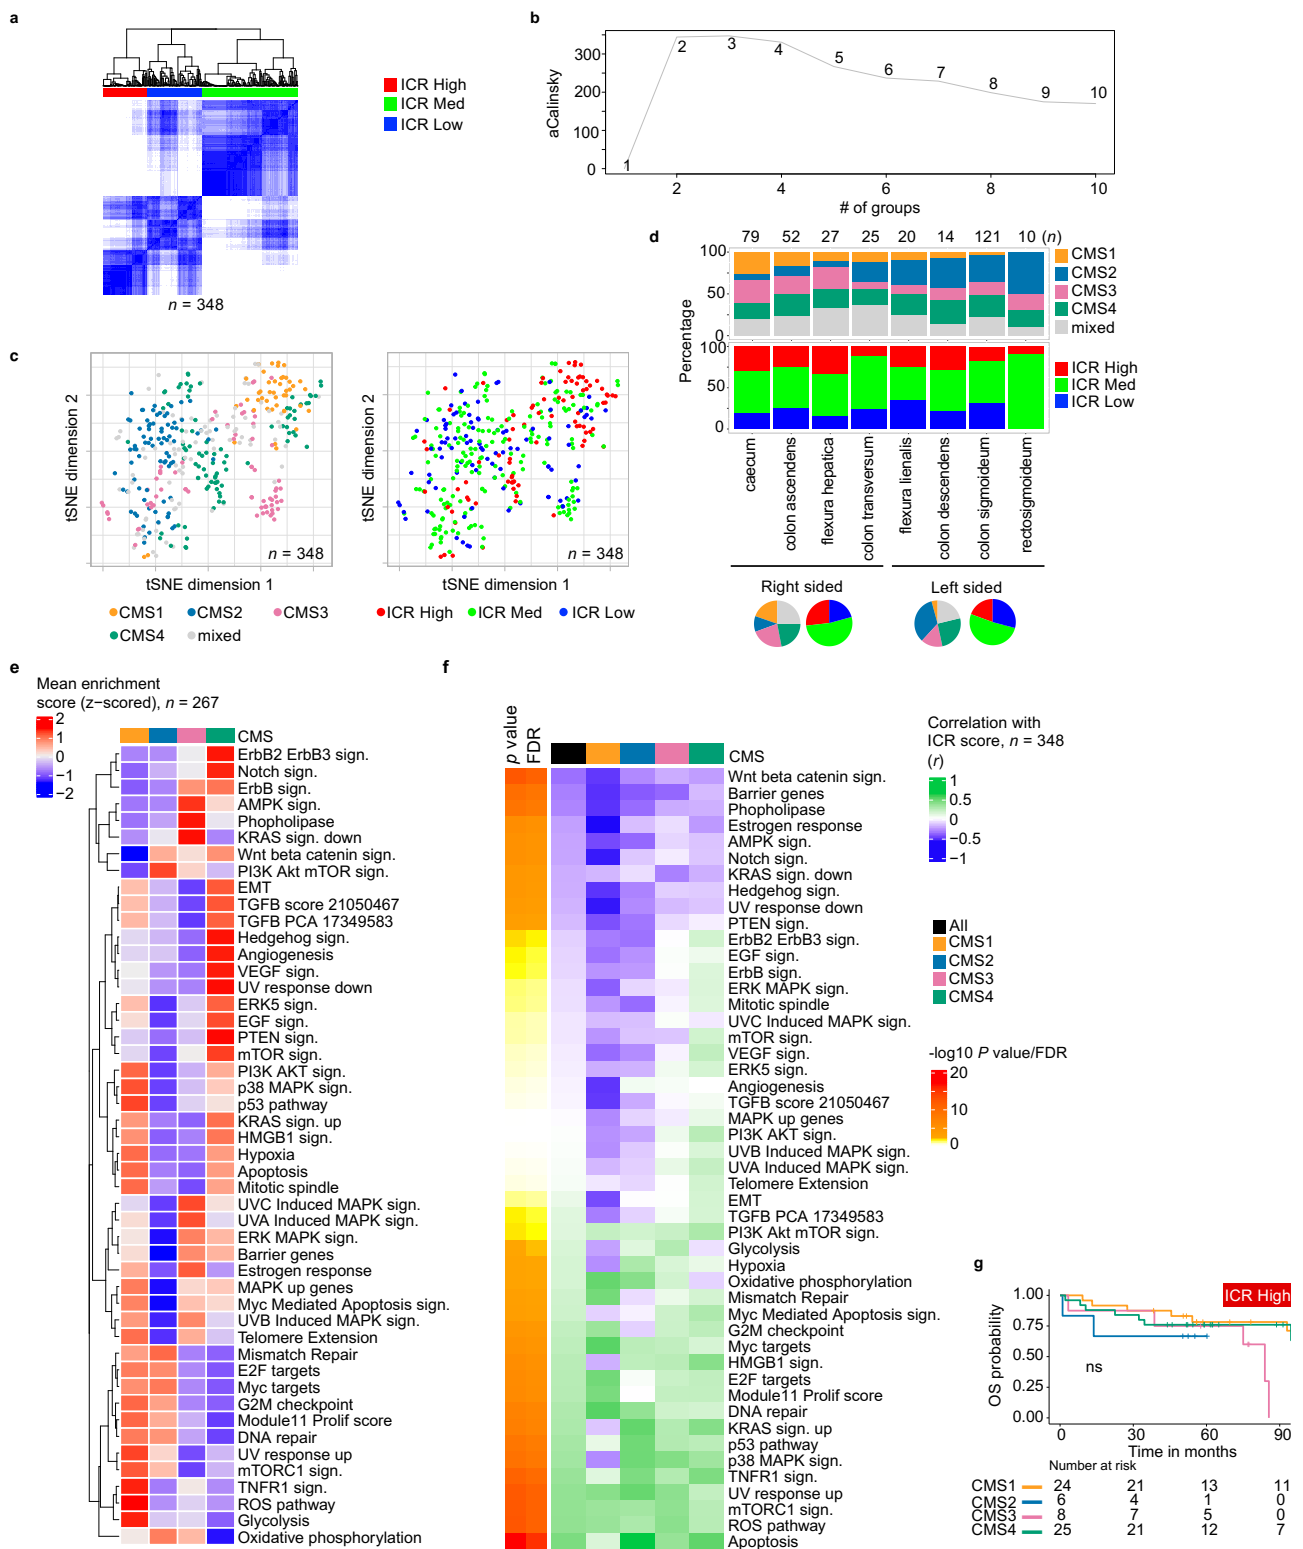 a
ICR High
ICR Med
ICR Low
n = 348
b
aCalinsky
300
200
100
0
1
2
3
4
5
6
7
8
9
10
2
4
6
8
10
# of groups
c
tSNE dimension 2
n = 348
tSNE dimension 1
CMS1
CMS2
CMS3
CMS4
mixed
tSNE dimension 2
n = 348
tSNE dimension 1
ICR High
ICR Med
ICR Low
d
79 52 27 25 20 14 121 10 (n)
Percentage
100
50
0
100
50
0
CMS1
CMS2
CMS3
CMS4
mixed
ICR High
ICR Med
ICR Low
caecum
colon ascendens
flexura hepatica
colon transversum
flexura lienalis
colon descendens
colon sigmoideum
rectosigmoideum
Right sided
Left sided
e
Mean enrichment
score (z−scored), n = 267
2
1
0
−1
−2
CMS
ErbB2 ErbB3 sign.
Notch sign.
ErbB sign.
AMPK sign.
Phopholipase
KRAS sign. down
Wnt beta catenin sign.
PI3K Akt mTOR sign.
EMT
TGFB score 21050467
TGFB PCA 17349583
Hedgehog sign.
Angiogenesis
VEGF sign.
UV response down
ERK5 sign.
EGF sign.
PTEN sign.
mTOR sign.
PI3K AKT sign.
p38 MAPK sign.
p53 pathway
KRAS sign. up
HMGB1 sign.
Hypoxia
Apoptosis
Mitotic spindle
UVC Induced MAPK sign.
UVA Induced MAPK sign.
ERK MAPK sign.
Barrier genes
Estrogen response
MAPK up genes
Myc Mediated Apoptosis sign.
UVB Induced MAPK sign.
Telomere Extension
Mismatch Repair
E2F targets
Myc targets
G2M checkpoint
Module11 Prolif score
DNA repair
UV response up
mTORC1 sign.
TNFR1 sign.
ROS pathway
Glycolysis
Oxidative phosphorylation
f
p value
FDR
CMS
Wnt beta catenin sign.
Barrier genes
Phopholipase
Estrogen response
AMPK sign.
Notch sign.
KRAS sign. down
Hedgehog sign.
UV response down
PTEN sign.
ErbB2 ErbB3 sign.
EGF sign.
ErbB sign.
ERK MAPK sign.
Mitotic spindle
UVC Induced MAPK sign.
mTOR sign.
VEGF sign.
ERK5 sign.
Angiogenesis
TGFB score 21050467
MAPK up genes
PI3K AKT sign.
UVB Induced MAPK sign.
UVA Induced MAPK sign.
Telomere Extension
EMT
TGFB PCA 17349583
PI3K Akt mTOR sign.
Glycolysis
Hypoxia
Oxidative phosphorylation
Mismatch Repair
Myc Mediated Apoptosis sign.
G2M checkpoint
Myc targets
HMGB1 sign.
E2F targets
Module11 Prolif score
DNA repair
KRAS sign. up
p53 pathway
p38 MAPK sign.
TNFR1 sign.
UV response up
mTORC1 sign.
ROS pathway
Apoptosis
Correlation with
ICR score, n = 348
(r)
1
0.5
0
−0.5
−1
All
CMS1
CMS2
CMS3
CMS4
-log10 P value/FDR
20
10
0
g
ICR High
OS probability
1.00
0.75
0.50
0.25
0.00
ns
0 30 60 90
Time in months
Number at risk
CMS1 24 21 13 11
CMS2 6 4 1 0
CMS3 8 7 5 0
CMS4 25 21 12 7